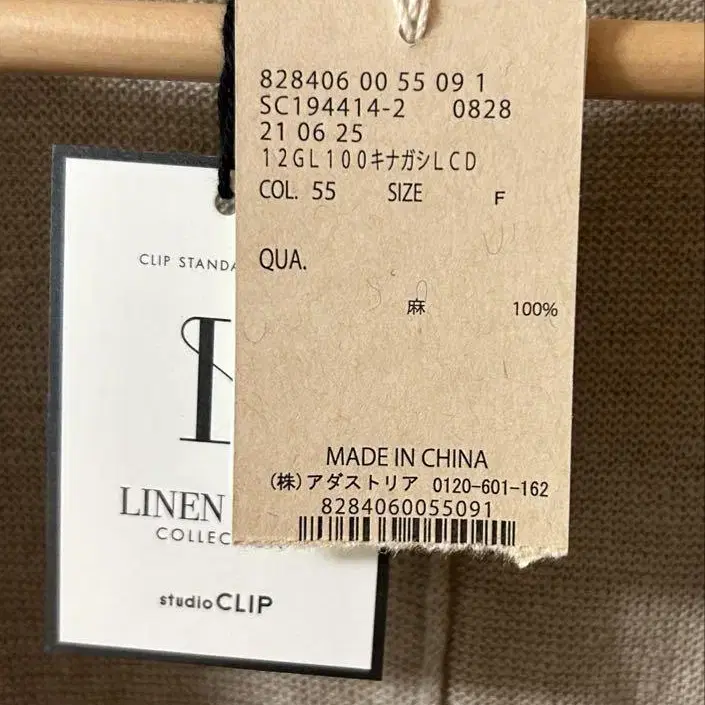 828406 00 55 09 1
SC194414-2 0828
21 06 25
12GL100キナガシLCD
COL. 55 SIZE F
QUA.
麻 100%
MADE IN CHINA
(株)アダストリア 0120-601-162
8284060055091
CLIP
LINEN
studio CLIP